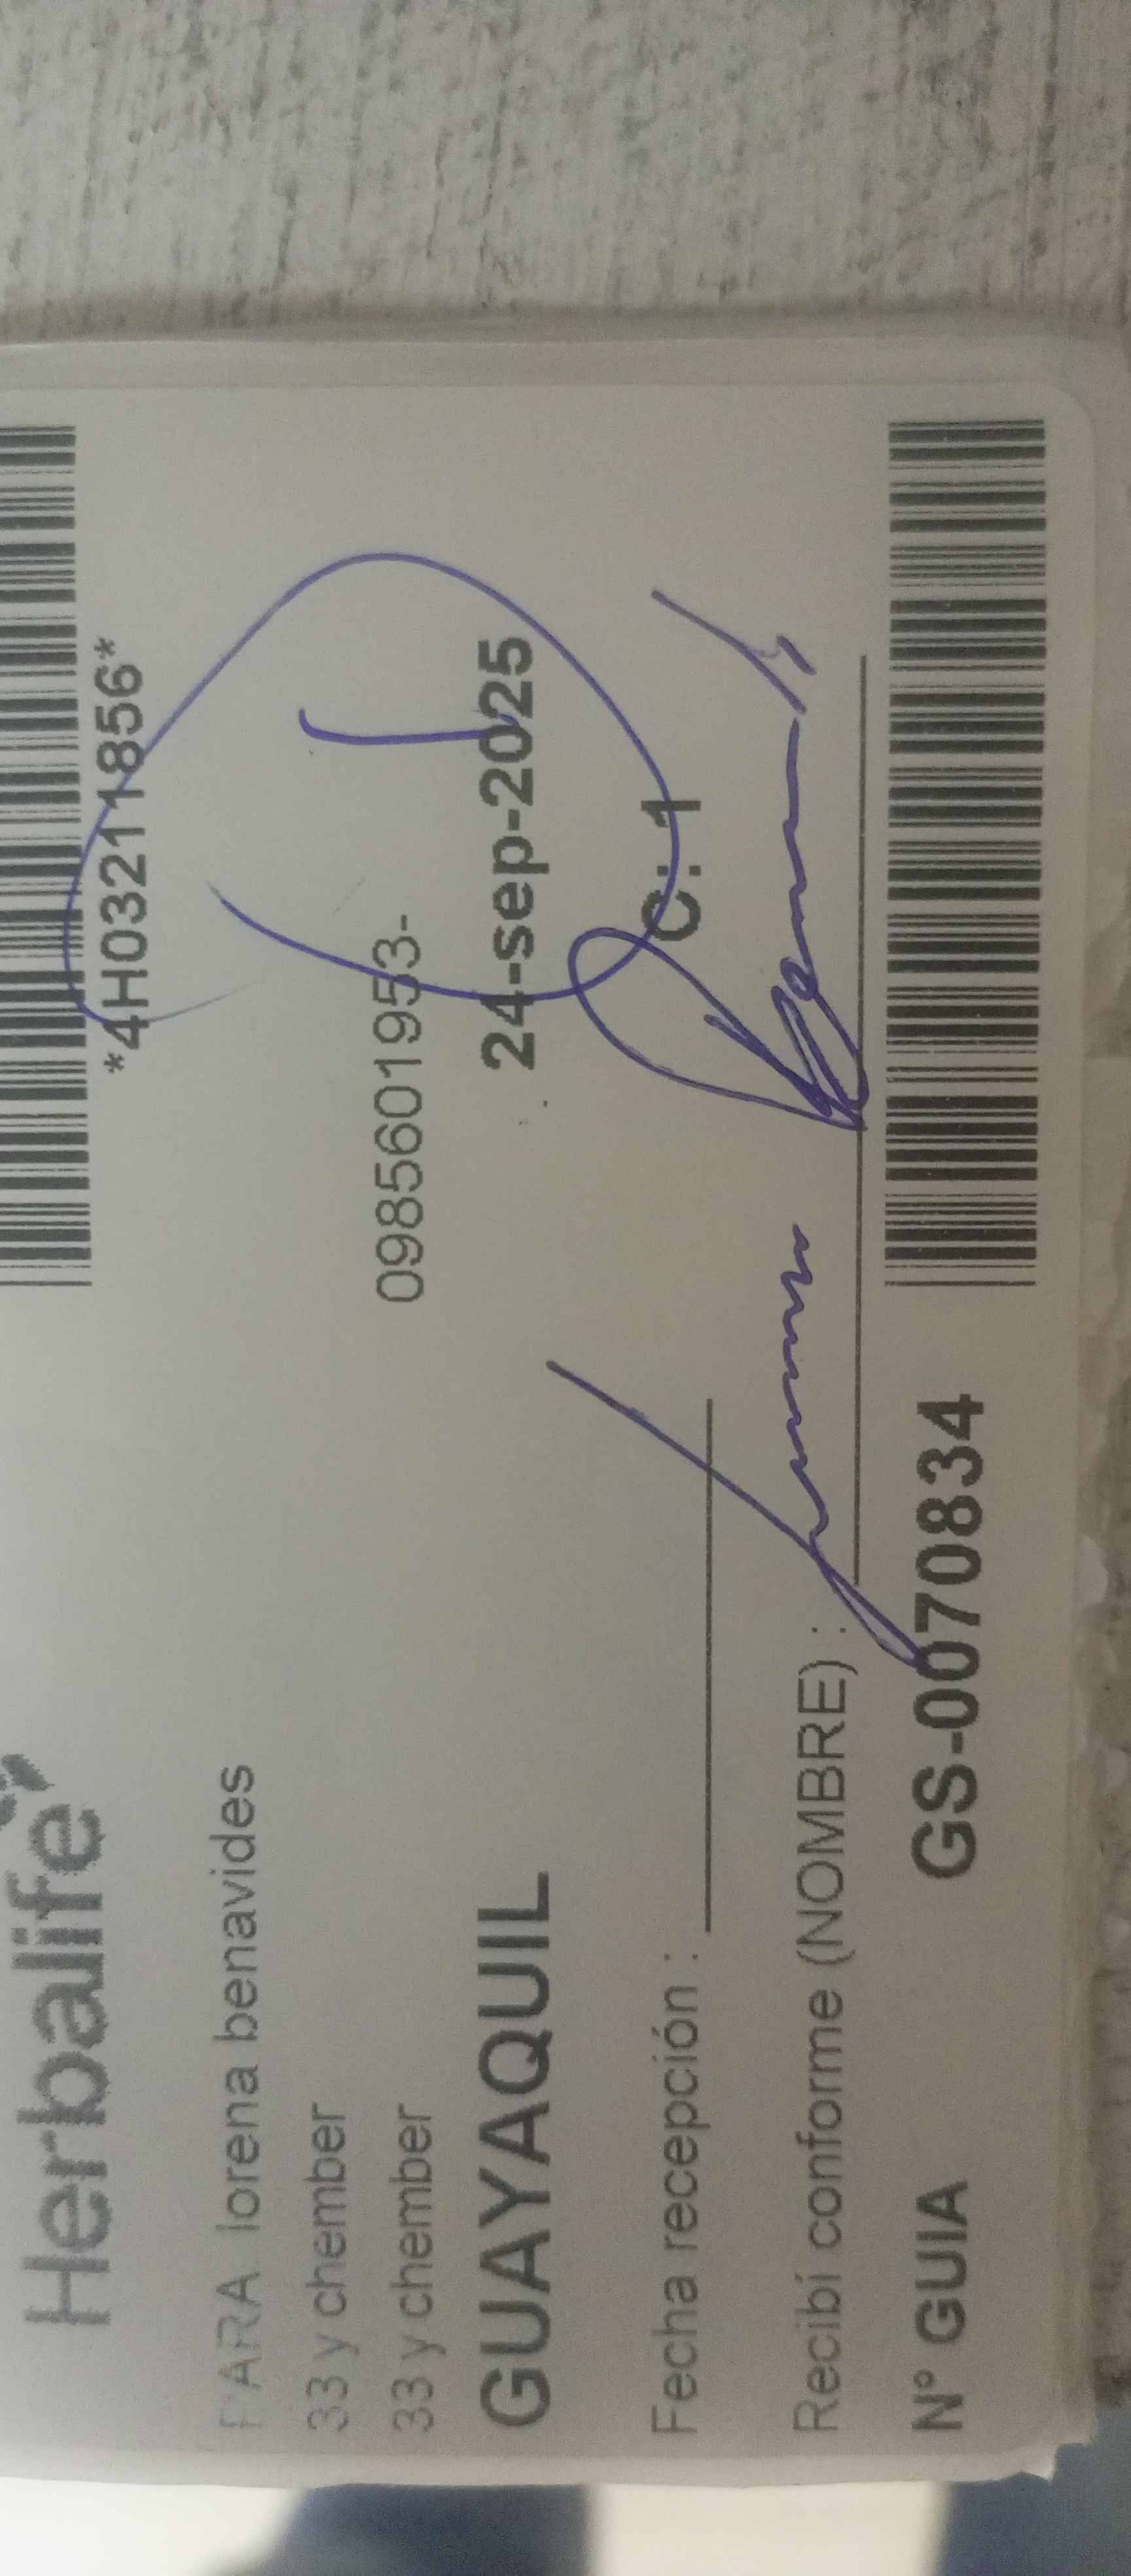 Herbalife
*4H03211856*
PARA lorena benavides
33 y chember
33 y chember
0985601953-
GUAYAQUIL
24-sep-2025
Fecha recepción :
C: 1
Recibí conforme (NOMBRE) :
N° GUIA
GS-0070834